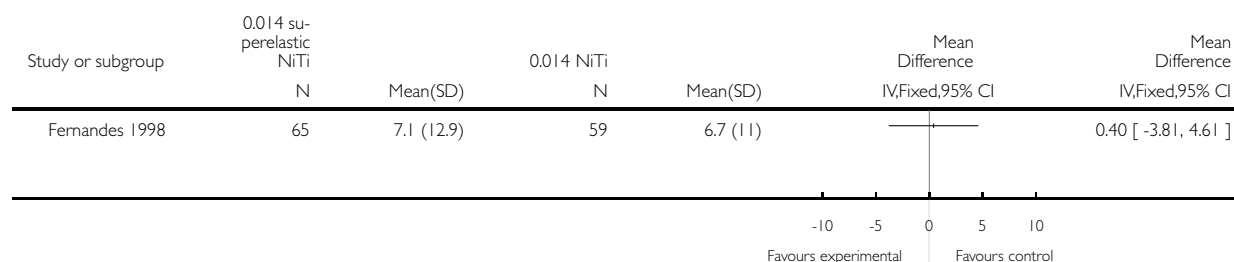 0.014 su-
perelastic
NiTi
Study or subgroup
0.014 NiTi
Mean
Difference
Mean
Difference
N Mean(SD) N Mean(SD) IV,Fixed,95% CI IV,Fixed,95% CI
Fernandes 1998 65 7.1 (12.9) 59 6.7 (11) 0.40 [ -3.81, 4.61 ]
-10 -5 0 5 10
Favours experimental Favours control